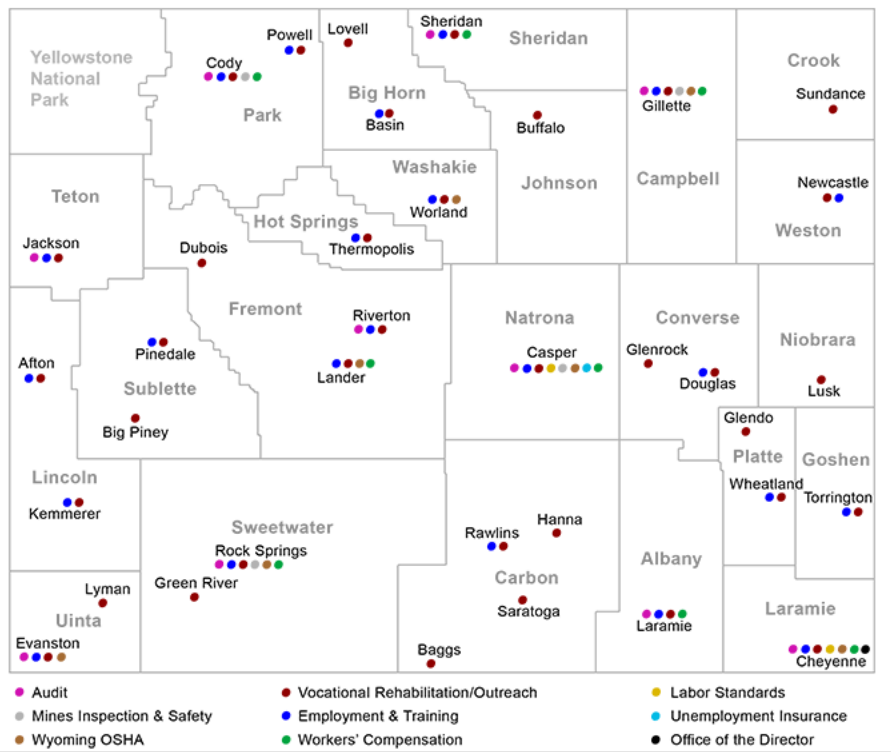 Sheridan
Powell
Lovell
Sheridan
Yellowstone
National
Park
Cody
Crook
Big Horn
Sundance
Gillette
Park
Basin
Buffalo
Washakie
Newcastle
Teton
Johnson
Campbell
Worland
Hot Springs
Weston
Jackson
Dubois
Thermopolis
Fremont
Riverton
Natrona
Converse
Niobrara
Afton
Pinedale
Casper
Glenrock
Lander
Douglas
Sublette
Lusk
Big Piney
Glendo
Platte
Goshen
Lincoln
Wheatland
Torrington
Kemmerer
Sweetwater
Hanna
Rawlins
Rock Springs
Albany
Green River
Carbon
Lyman
Saratoga
Laramie
Uinta
Laramie
Evanston
Baggs
Cheyenne
Audit
Vocational Rehabilitation/Outreach
Labor Standards
Mines Inspection & Safety
Employment & Training
Unemployment Insurance
Wyoming OSHA
Workers' Compensation
Office of the Director